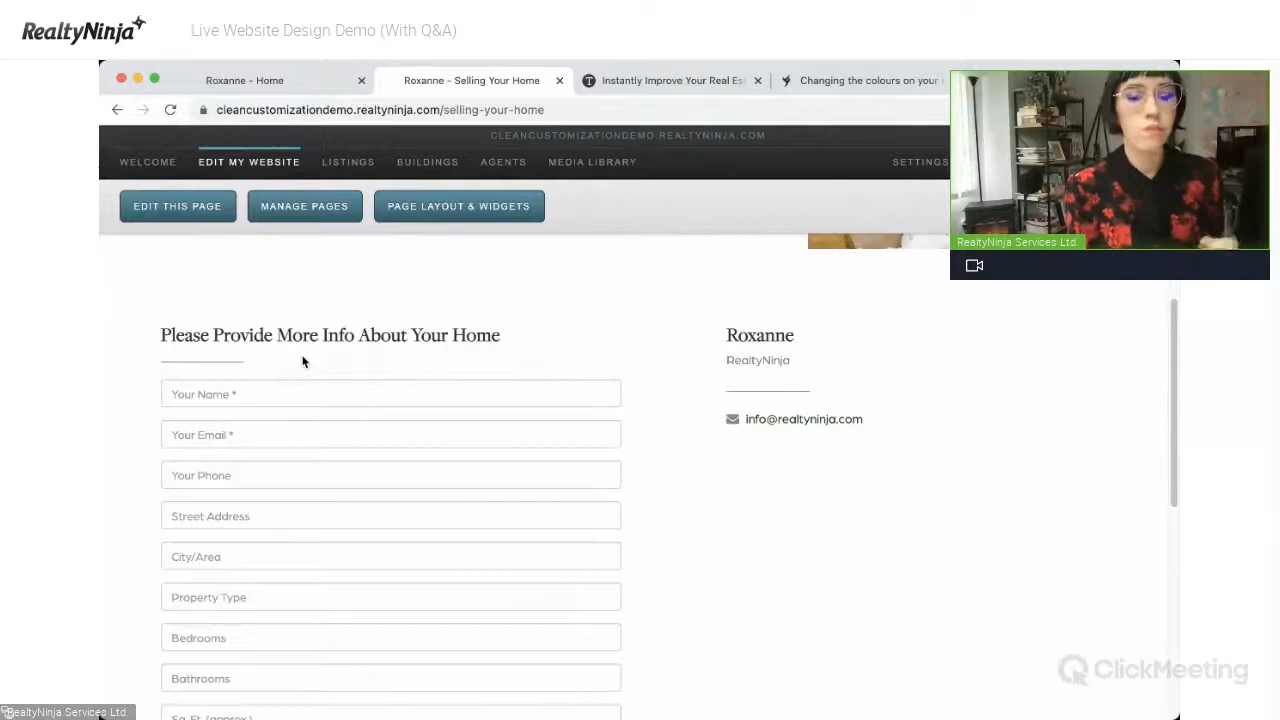 RealtyNinja
Live Website Design Demo (With Q&A)
Roxanne - Home
Roxanne - Selling Your Home
Instantly Improve Your Real Es
Changing the colours on your
cleancustomizationdemo.realtyninja.com/selling-your-home
CLEANCUSTOMIZATIONDEMO.REALTYNINJA.COM
WELCOME
EDIT MY WEBSITE
LISTINGS
BUILDINGS
AGENTS
MEDIA LIBRARY
SETTINGS
EDIT THIS PAGE
MANAGE PAGES
PAGE LAYOUT & WIDGETS
RealtyNinja Services Ltd.
Please Provide More Info About Your Home
Your Name *
Your Email *
Your Phone
Street Address
City/Area
Property Type
Bedrooms
Bathrooms
Sq. Ft. (approx.)
Roxanne
RealtyNinja
info@realtyninja.com
ClickMeeting
RealtyNinja Services Ltd